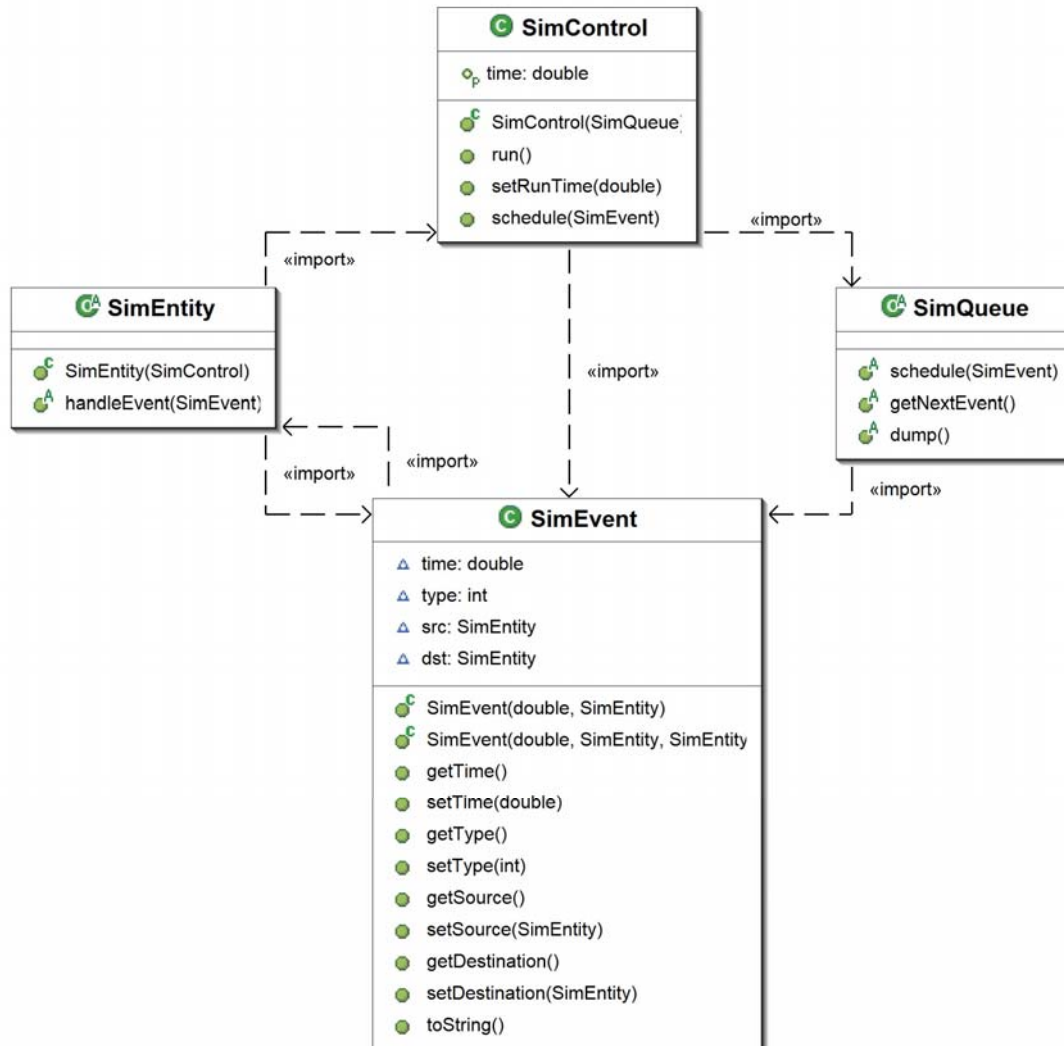 SimControl
time: double
SimControl(SimQueue)
run()
setRunTime(double)
schedule(SimEvent)
«import»
«import»
SimEntity
SimEntity(SimControl)
handleEvent(SimEvent)
SimQueue
schedule(SimEvent)
getNextEvent()
dump()
«import»
«import»
«import»
«import»
SimEvent
time: double
type: int
src: SimEntity
dst: SimEntity
SimEvent(double, SimEntity)
SimEvent(double, SimEntity, SimEntity
getTime()
setTime(double)
getType()
setType(int)
getSource()
setSource(SimEntity)
getDestination()
setDestination(SimEntity)
toString()